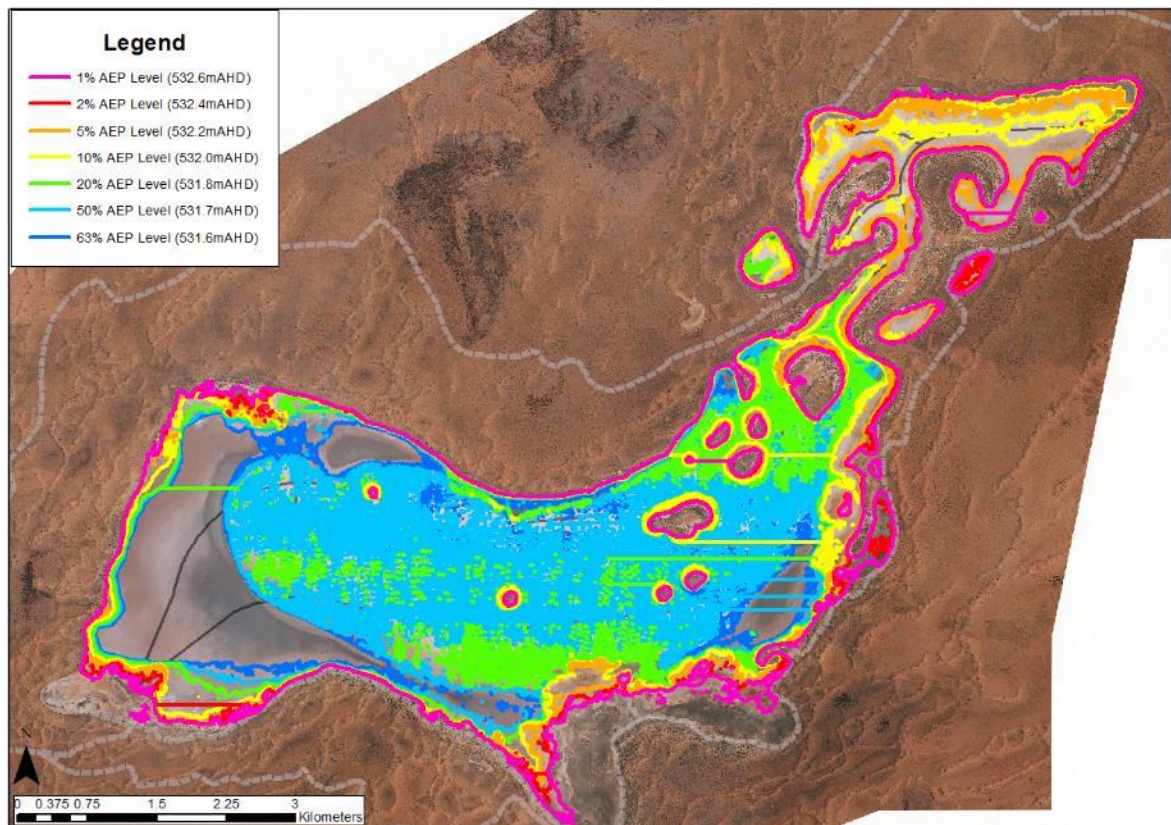 Legend
1% AEP Level (532.6mAHD)
2% AEP Level (532.4mAHD)
5% AEP Level (532.2mAHD)
10% AEP Level (532.0mAHD)
20% AEP Level (531.8mAHD)
50% AEP Level (531.7mAHD)
63% AEP Level (531.6mAHD)
N
0 0.375 0.75 1.5 2.25 3
Kilometers